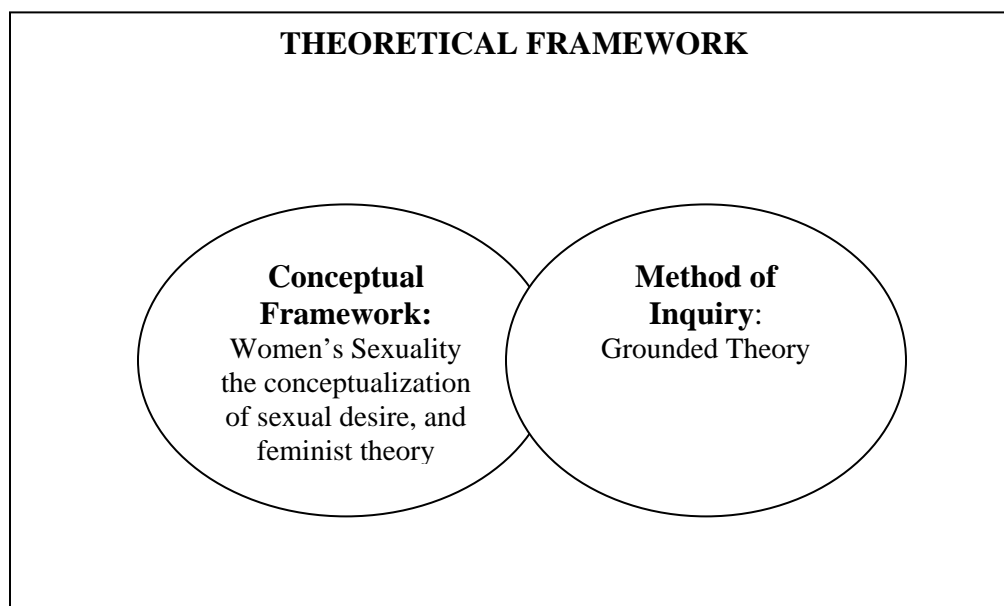 THEORETICAL FRAMEWORK
Conceptual
Framework:
Women’s Sexuality
the conceptualization
of sexual desire, and
feminist theory
Method of
Inquiry:
Grounded Theory